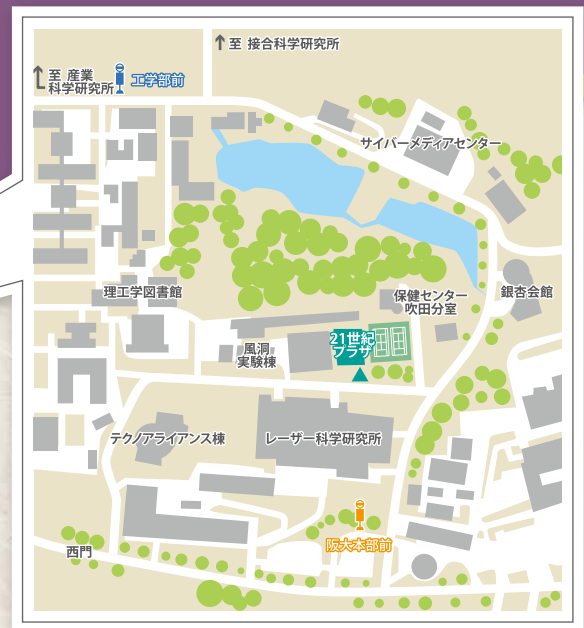 至 接合科学研究所
至 産業
科学研究所
工学部前
サイバーメディアセンター
理工学図書館
保健センター
吹田分室
銀杏会館
21世紀
プラザ
風洞
実験棟
テクノアライアンス棟
レーザー科学研究所
西門
阪大本部前